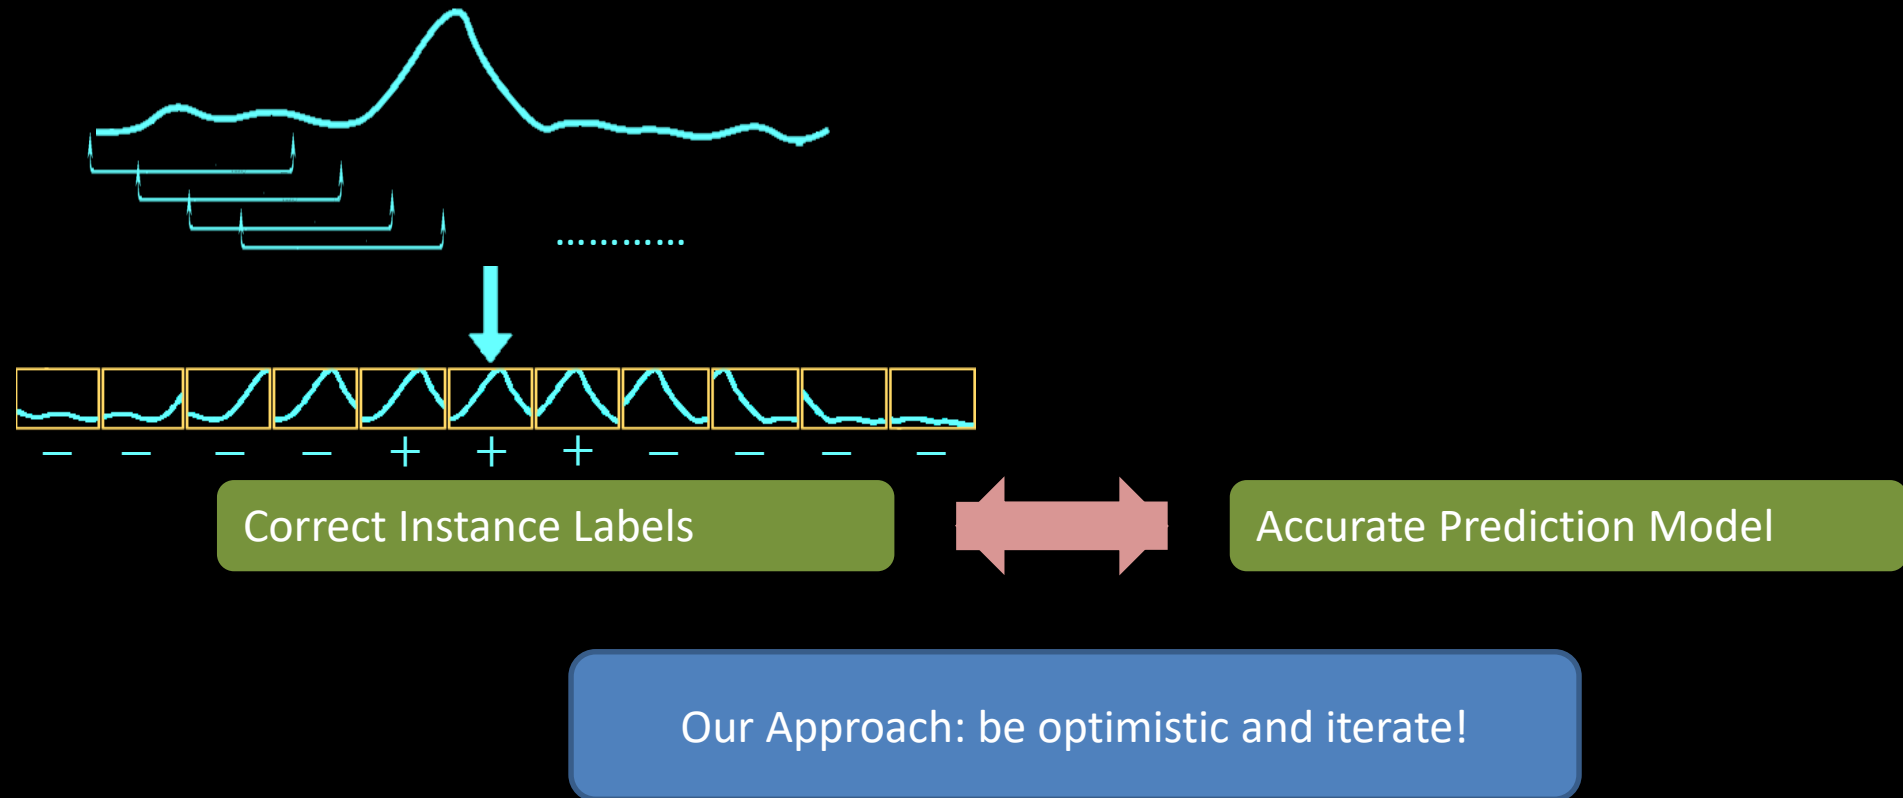 ............
− − − − + + + − − − −
Correct Instance Labels
Accurate Prediction Model
Our Approach: be optimistic and iterate!